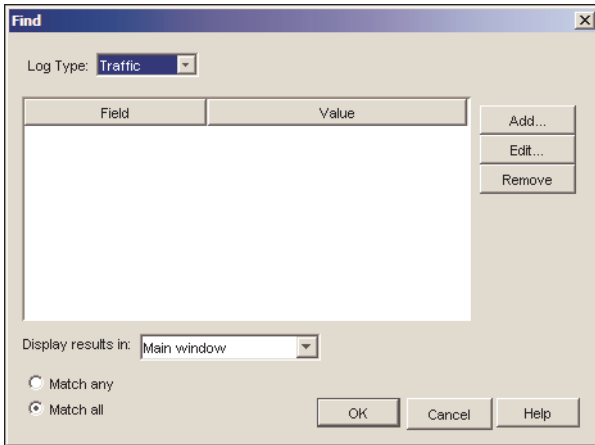 Find
Log Type: Traffic
Field Value
Add...
Edit...
Remove
Display results in: Main window
Match any
Match all
OK Cancel Help